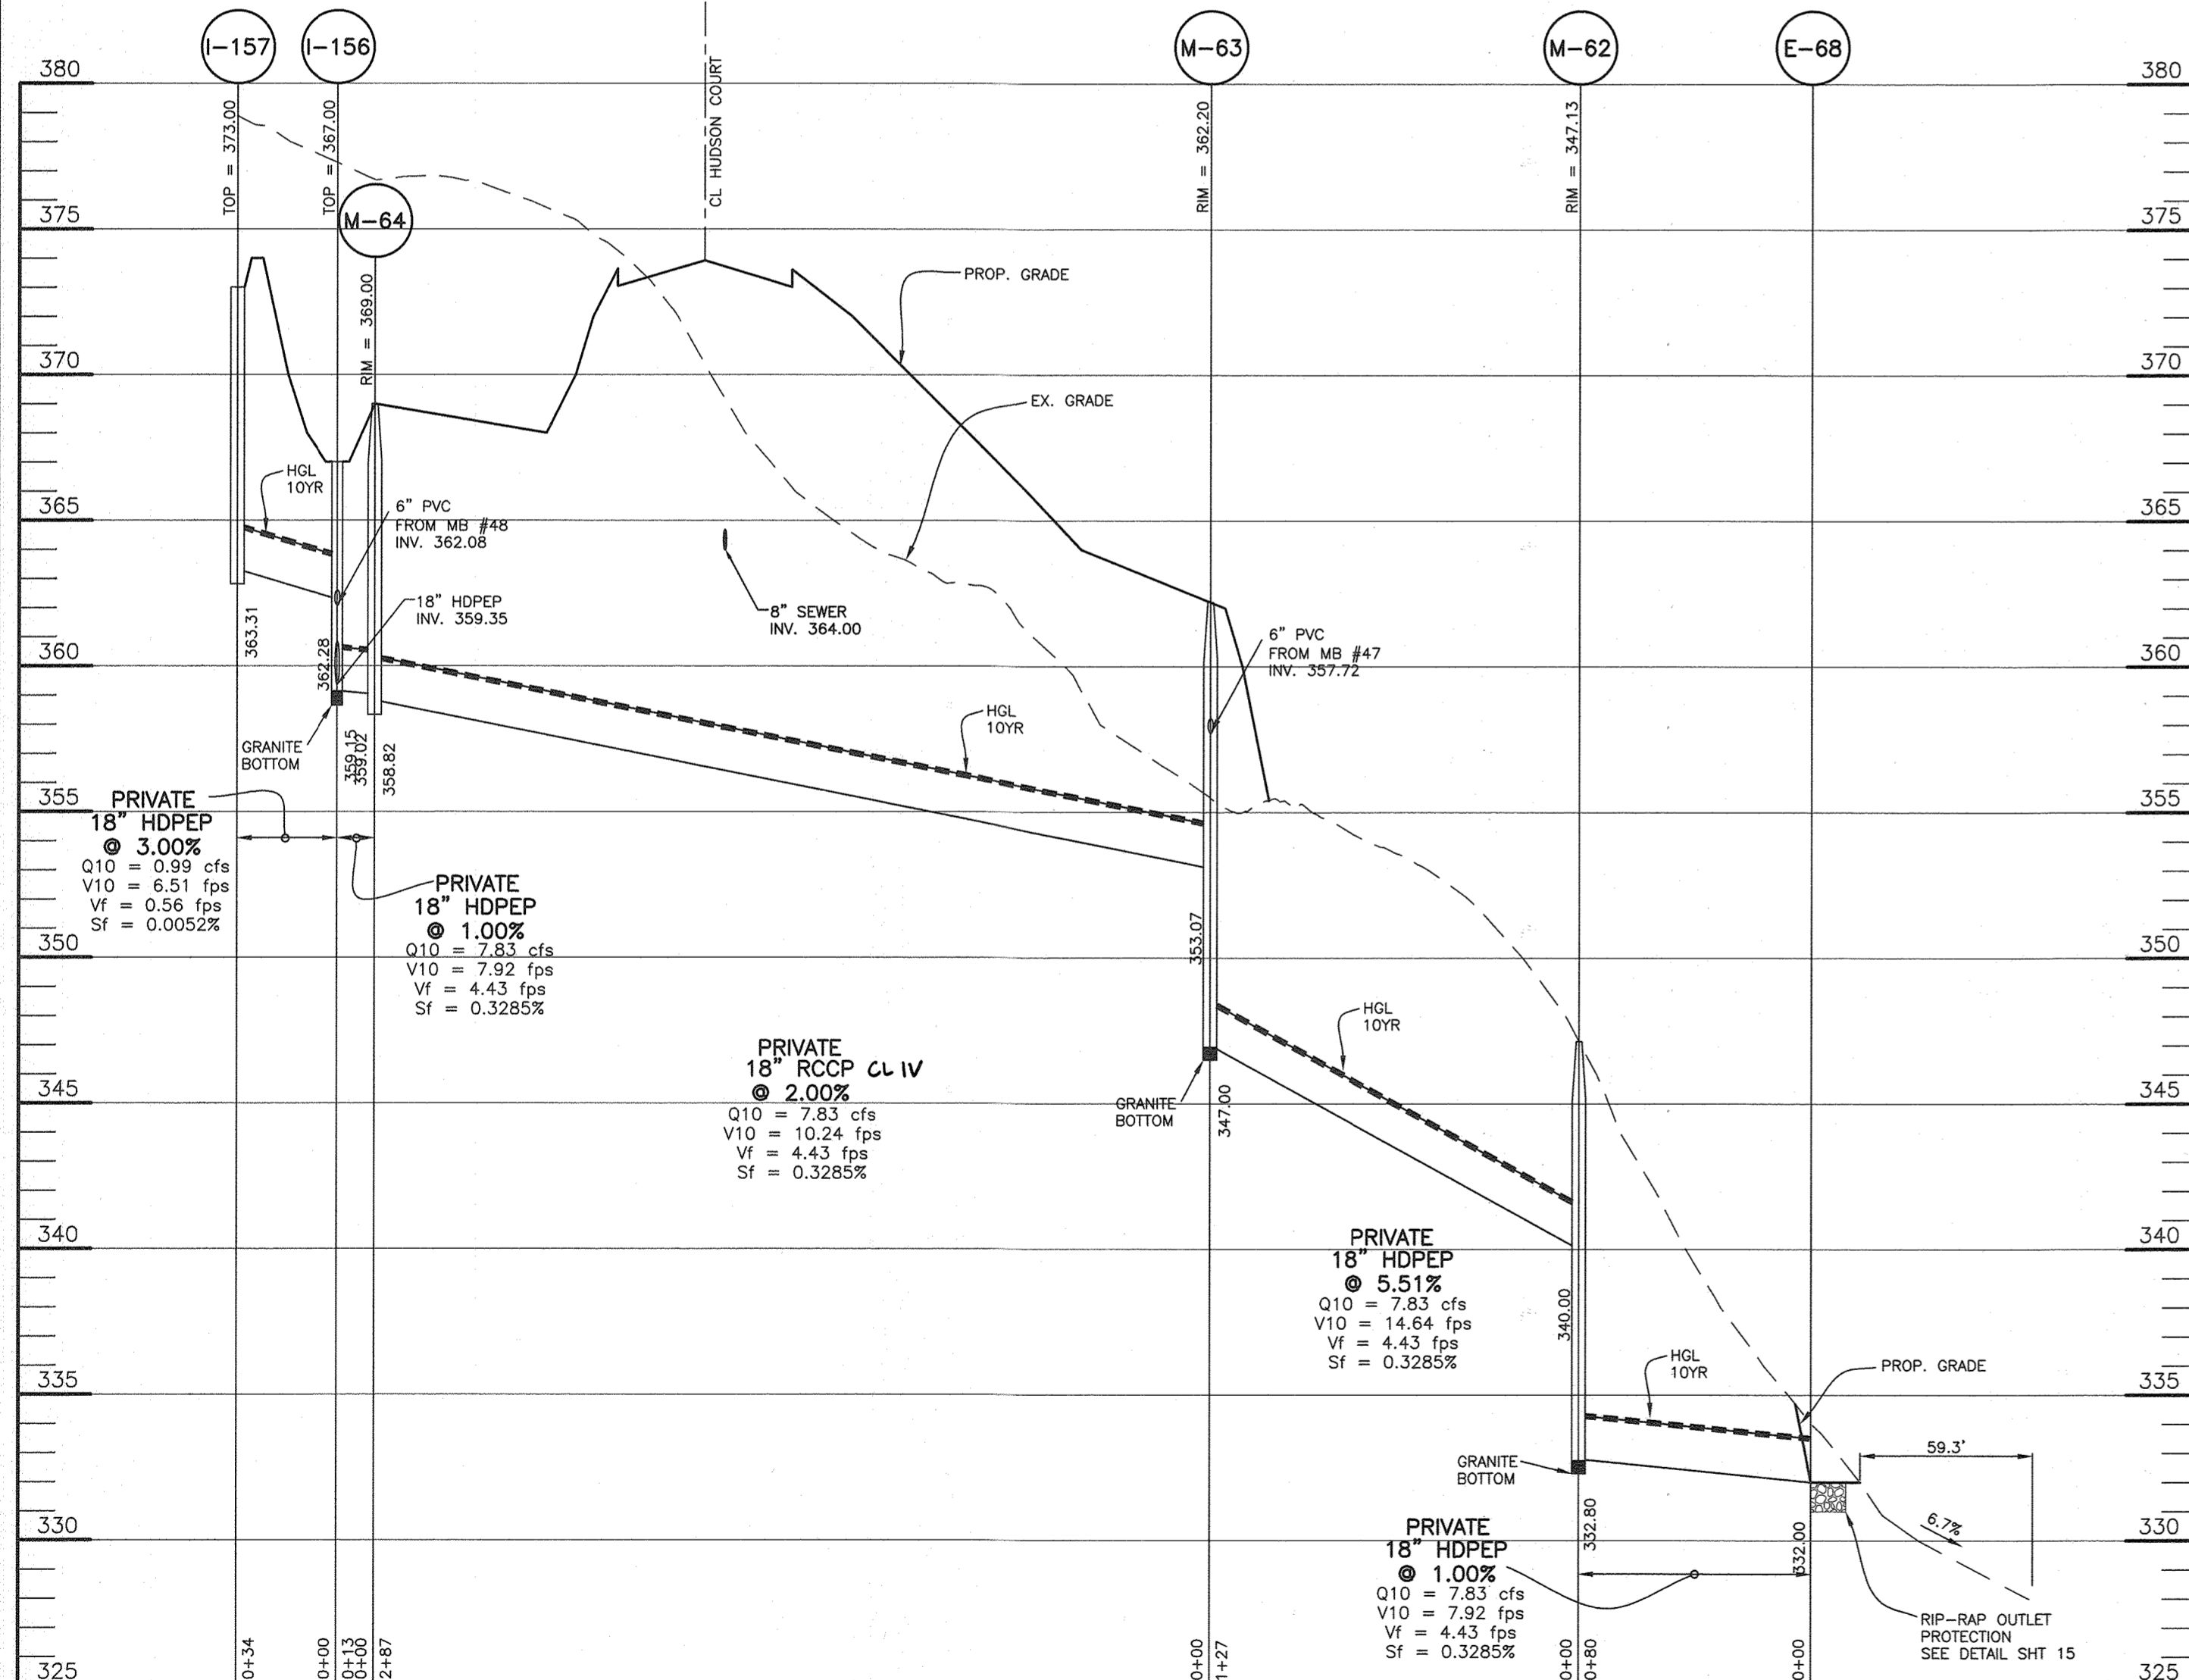 I-157
I-156
M-63
M-62
E-68
380
380
TOP = 373.00
TOP = 367.00
CL HUDSON COURT
RIM = 362.20
RIM = 347.13
375
M-64
375
PROP. GRADE
RIM = 369.00
370
370
EX. GRADE
HGL
10YR
6" PVC
FROM MB #48
INV. 362.08
365
365
18" HDPEP
INV. 359.35
8" SEWER
INV. 364.00
363.31
362.28
6" PVC
FROM MB #47
INV. 357.72
360
360
HGL
10YR
GRANITE
BOTTOM
359.15
359.02
358.82
355
355
PRIVATE
18" HDPEP
@ 3.00%
Q10 = 0.99 cfs
V10 = 6.51 fps
Vf = 0.56 fps
Sf = 0.0052%
PRIVATE
18" HDPEP
@ 1.00%
Q10 = 7.83 cfs
V10 = 7.92 fps
Vf = 4.43 fps
Sf = 0.3285%
353.07
350
350
HGL
10YR
PRIVATE
18" RCCP CL IV
@ 2.00%
Q10 = 7.83 cfs
V10 = 10.24 fps
Vf = 4.43 fps
Sf = 0.3285%
GRANITE
BOTTOM
347.00
345
345
340
340
PRIVATE
18" HDPEP
@ 5.51%
Q10 = 7.83 cfs
V10 = 14.64 fps
Vf = 4.43 fps
Sf = 0.3285%
340.00
HGL
10YR
PROP. GRADE
335
335
59.3'
GRANITE
BOTTOM
332.80
332.00
6.7%
330
330
PRIVATE
18" HDPEP
@ 1.00%
Q10 = 7.83 cfs
V10 = 7.92 fps
Vf = 4.43 fps
Sf = 0.3285%
RIP-RAP OUTLET
PROTECTION
SEE DETAIL SHT 15
325
325
0+34
0+00
0+13
0+00
2+87
0+00
1+27
0+00
0+80
0+00